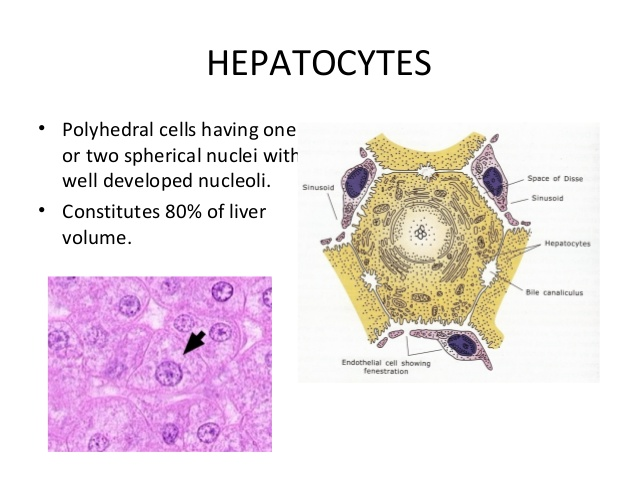 HEPATOCYTES
• Polyhedral cells having one
or two spherical nuclei with
well developed nucleoli.
• Constitutes 80% of liver
volume.
Sinusoid
Space of Disse
Sinusoid
Hepatocytes
Bile canaliculus
Endothelial cell showing
fenestration